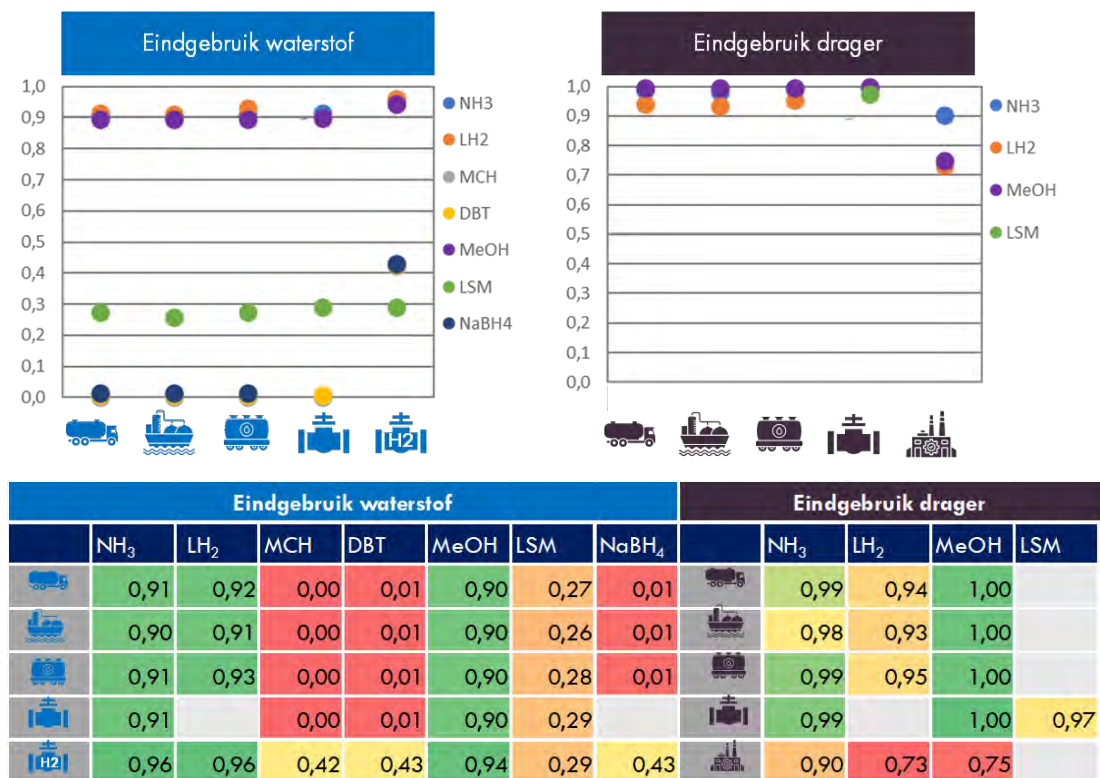 Eindgebruik waterstof
1,0
0,9
0,8
0,7
0,6
0,5
0,4
0,3
0,2
0,1
0,0
NH3
LH2
MCH
DBT
MeOH
LSM
NaBH4
H2
Eindgebruik drager
1,0
0,9
0,8
0,7
0,6
0,5
0,4
0,3
0,2
0,1
0,0
NH3
LH2
MeOH
LSM
Eindgebruik waterstof Eindgebruik drager
NH₃ LH₂ MCH DBT MeOH LSM NaBH₄ NH₃ LH₂ MeOH LSM
0,91 0,92 0,00 0,01 0,90 0,27 0,01 0,99 0,94 1,00
0,90 0,91 0,00 0,01 0,90 0,26 0,01 0,98 0,93 1,00
0,91 0,93 0,00 0,01 0,90 0,28 0,01 0,99 0,95 1,00
0,91 0,00 0,01 0,90 0,29 0,99 1,00 0,97
H2 0,96 0,96 0,42 0,43 0,94 0,29 0,43 0,90 0,73 0,75